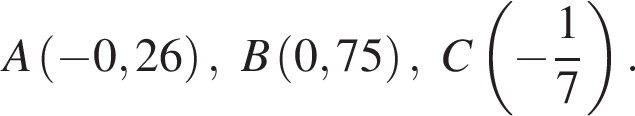 A(−0,26), B(0,75), C(−1/7).